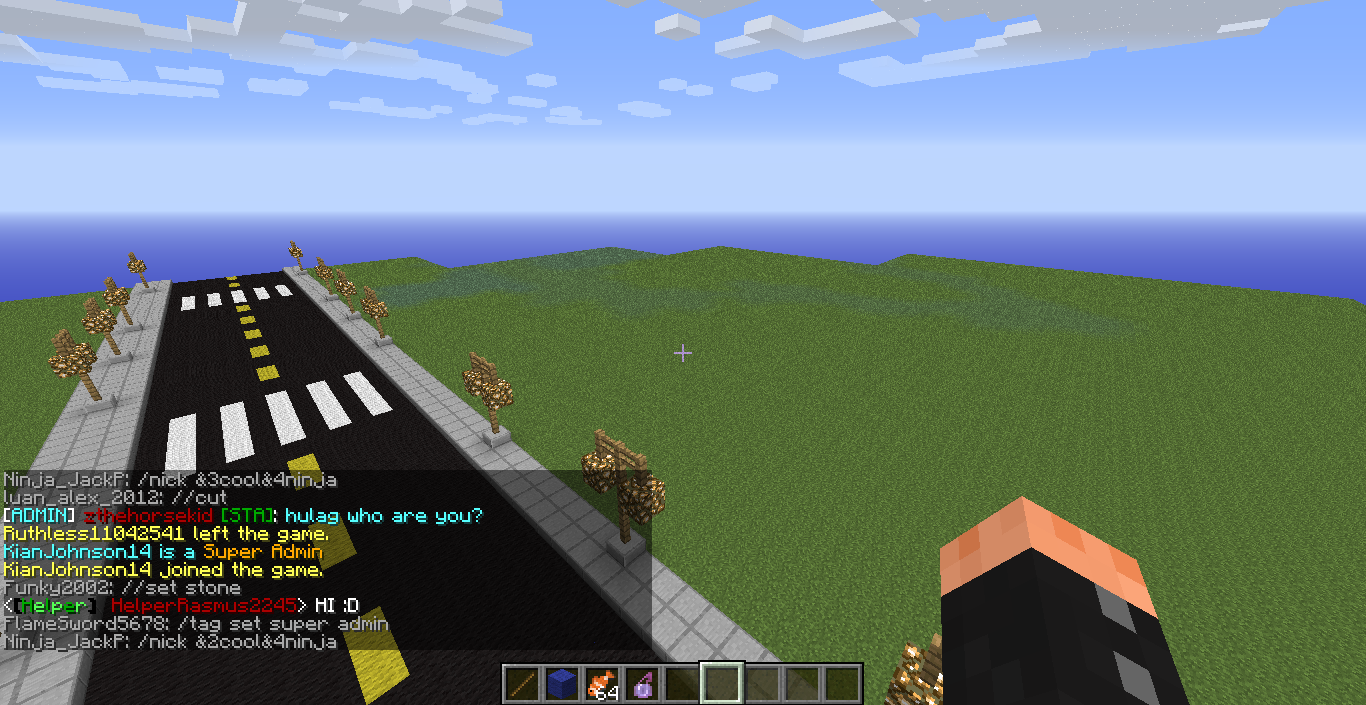 Ninja_JackP: /nick &3cool&4ninja
luan_alex_2012: //cut
[ADMIN] zthehorsekid [STA]: hulag who are you?
Ruthless11042541 left the game.
KianJohnson14 is a Super Admin
KianJohnson14 joined the game.
Funky2002: //set stone
<[Helper] HelperRasmus2245> HI :D
FlameSword5678: /tag set super admin
Ninja_JackP: /nick &2cool&4ninja
64